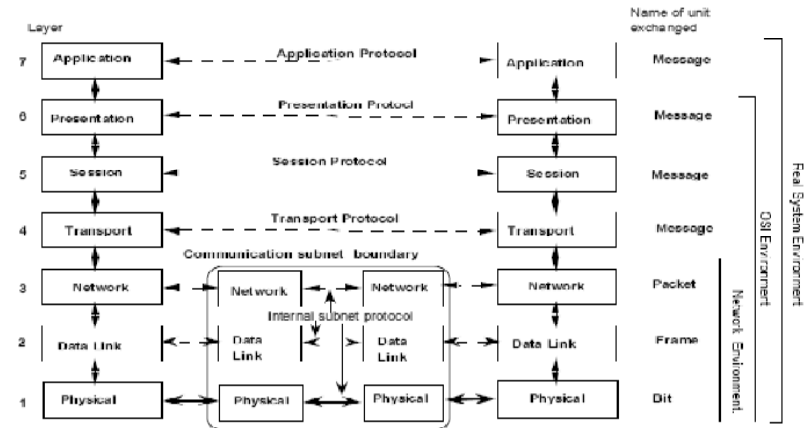 Layer
Name of unit
exchanged
7 Application Application Protocol Application Message
6 Presentation Presentation Protocl Presentation Message
5 Session Session Protocol Session Message
4 Transport Transport Protocol Transport Message
Communication subnet boundary
3 Network Network Network Network Packet
Internal subnet protocol
2 Data Link Data Link Data Link Data Link Frame
1 Physical Physical Physical Physical Bit
Network Environment.
OSI Environment
Real System Environment